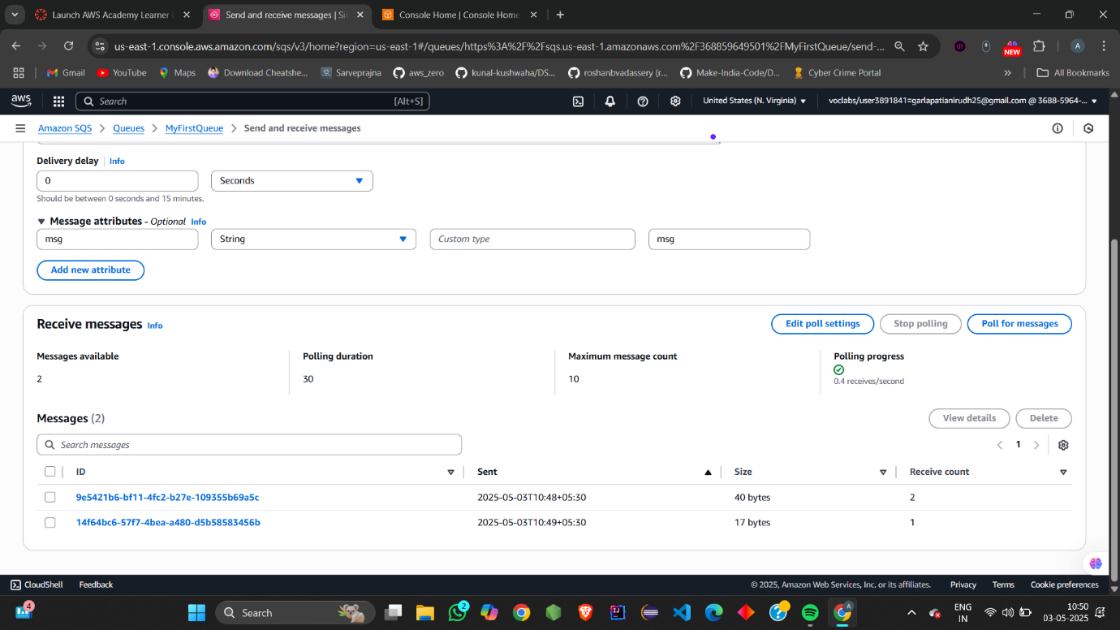 Launch AWS Academy Learner
Send and receive messages | Si
Console Home | Console Home
us-east-1.console.aws.amazon.com/sqs/v3/home?region=us-east-1#/queues/https%3A%2F%2Fsqs.us-east-1.amazonaws.com%2F368859649501%2FMyFirstQueue/send-...
NEW
A
Gmail
YouTube
Maps
Download Cheatshe...
Sarveprajna
aws_zero
kunal-kushwaha/DS...
roshanbvadassery (r...
Make-India-Code/D...
Cyber Crime Portal
All Bookmarks
aws
Search
[Alt+S]
United States (N. Virginia)
voclabs/user3891841=garlapatianirudh25@gmail.com @ 3688-5964-...
Amazon SQS
Queues
MyFirstQueue
Send and receive messages
Delivery delay
Info
0
Seconds
Should be between 0 seconds and 15 minutes.
Message attributes - Optional Info
msg
String
Custom type
msg
Add new attribute
Receive messages Info
Edit poll settings
Stop polling
Poll for messages
Messages available
Polling duration
Maximum message count
Polling progress
2
30
10
0.4 receives/second
Messages (2)
View details
Delete
Search messages
1
ID
Sent
Size
Receive count
9e5421b6-bf11-4fc2-b27e-109355b69a5c
2025-05-03T10:48+05:30
40 bytes
2
14f64bc6-57f7-4bea-a480-d5b58583456b
2025-05-03T10:49+05:30
17 bytes
1
CloudShell
Feedback
© 2025, Amazon Web Services, Inc. or its affiliates.
Privacy
Terms
Cookie preferences
4
Search
2
A
ENG
IN
10:50
03-05-2025